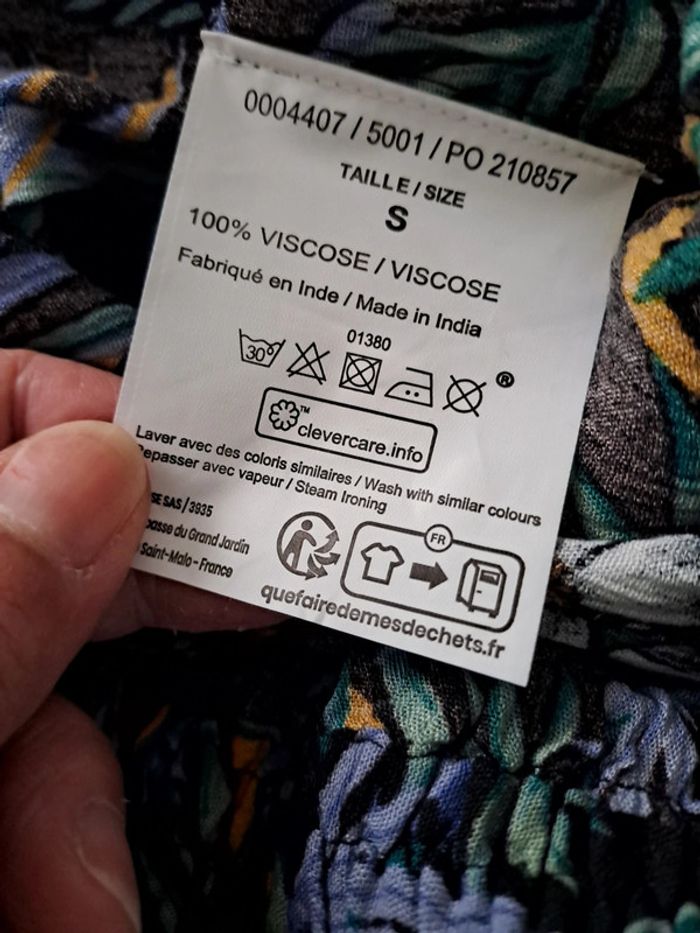 0004407 / 5001 / PO 210857
TAILLE / SIZE
S
100% VISCOSE / VISCOSE
Fabriqué en Inde / Made in India
01380
30°
®
TM
clevercare.info
Laver avec des coloris similaires / Wash with similar colours
Repasser avec vapeur / Steam Ironing
SE SAS / 3935
du Grand Jardin
Saint-Malo - France
FR
quefairedemesdechets.fr